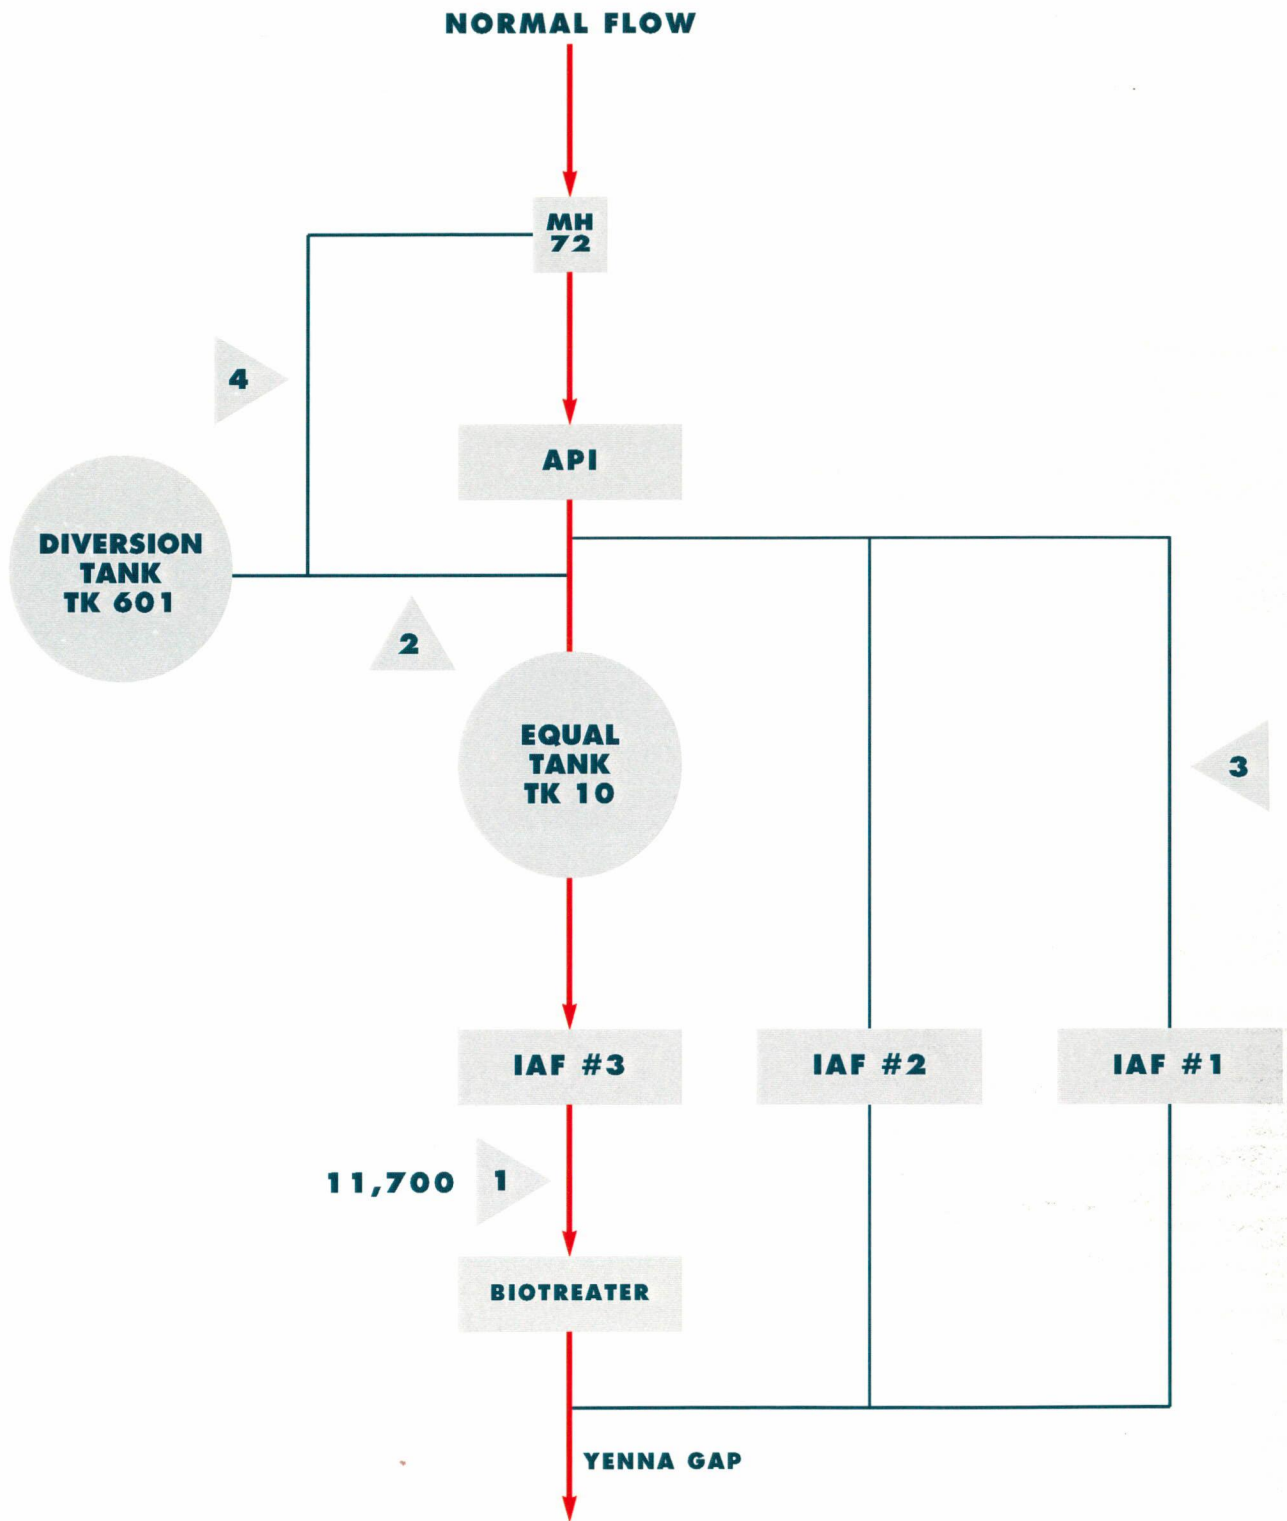 NORMAL FLOW
MH
72
4
API
DIVERSION
TANK
TK 601
2
EQUAL
TANK
TK 10
3
IAF #3
IAF #2
IAF #1
11,700
1
BIOTREATER
YENNA GAP